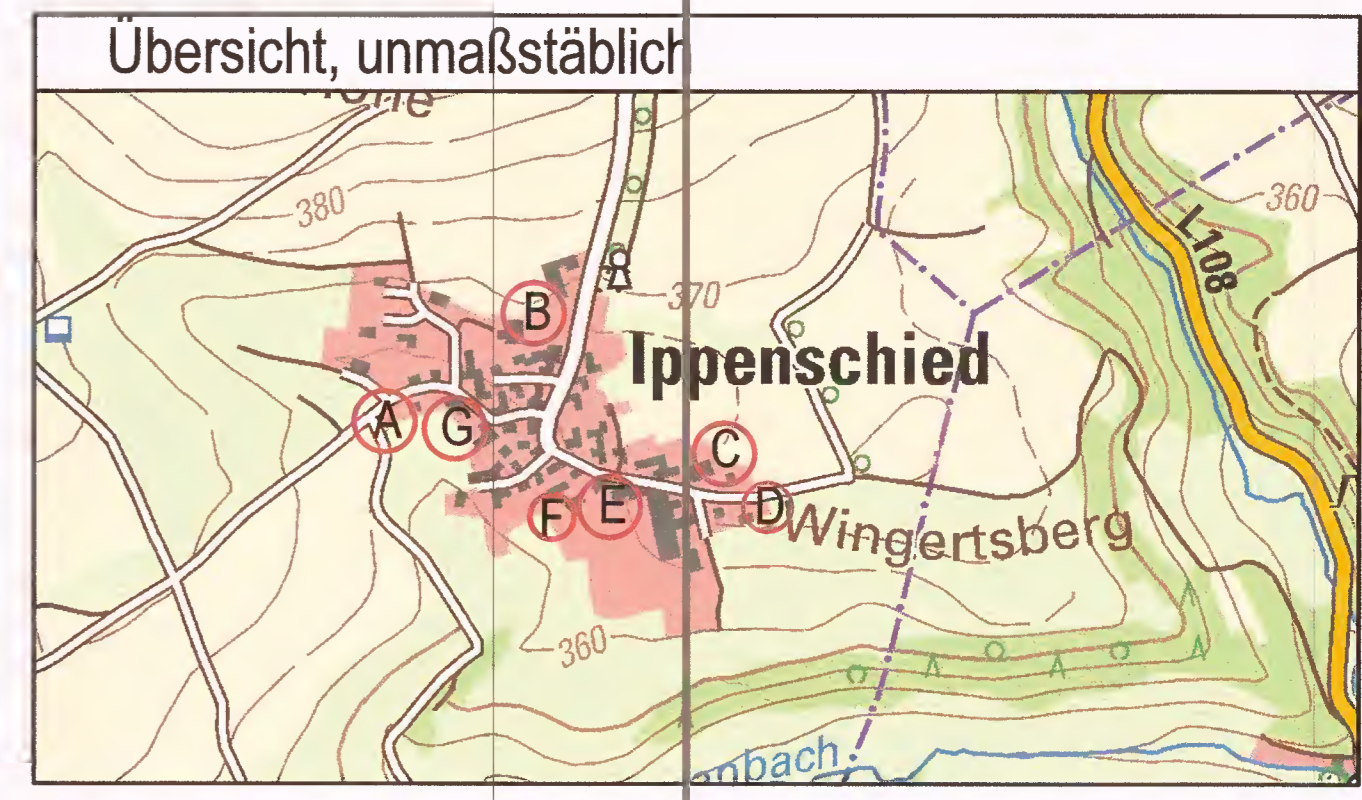 Übersicht, unmaßstäblich
380
360
L108
370
B
Ippenschied
A
G
C
D
E
F
Wingertsberg
360